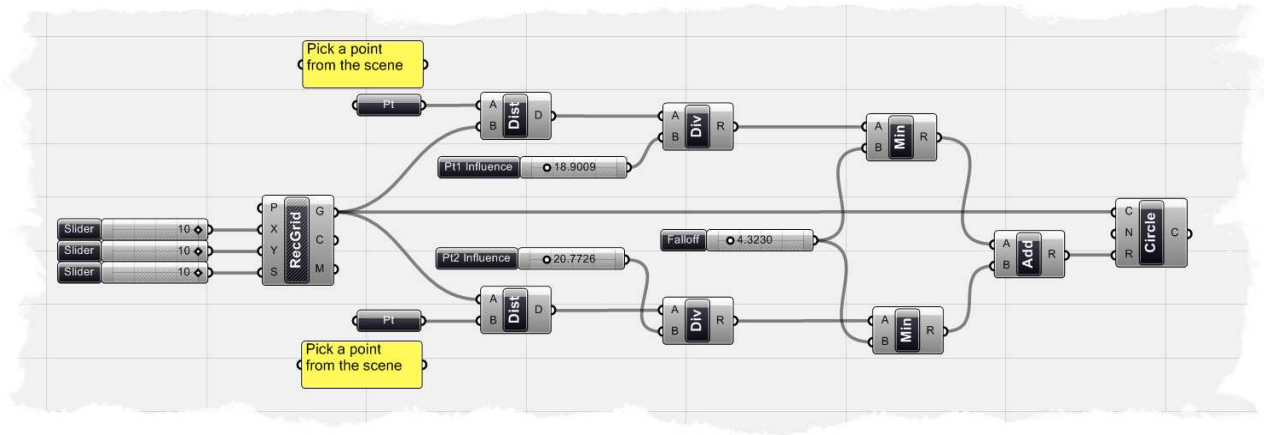 Pick a point
from the scene
Pt
A
B
Dist
D
A
B
Div
R
Pt1 Influence 18.9009
A
B
Min
R
Slider 10
Slider 10
Slider 10
P
X
Y
S
RecGrid
G
C
M
Pt2 Influence 20.7726
Falloff 4.3230
A
B
Add
R
C
N
R
Circle
C
Pt
A
B
Dist
D
A
B
Div
R
A
B
Min
R
Pick a point
from the scene